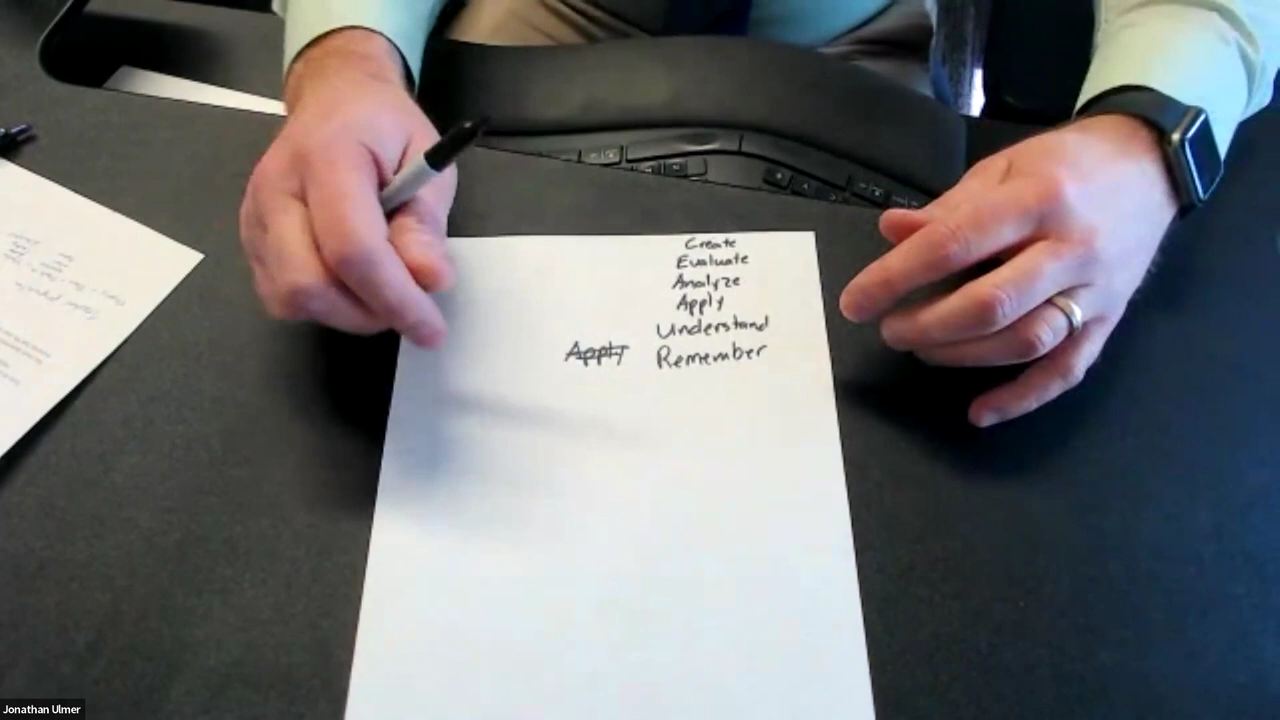 Create
Evaluate
Analyze
Apply
Understand
Apply Remember
Jonathan Ulmer